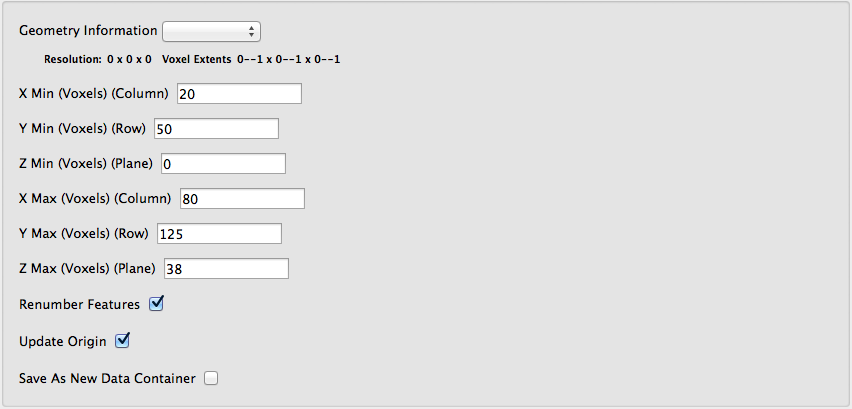 Geometry Information
Resolution: 0 x 0 x 0 Voxel Extents 0--1 x 0--1 x 0--1
X Min (Voxels) (Column) 20
Y Min (Voxels) (Row) 50
Z Min (Voxels) (Plane) 0
X Max (Voxels) (Column) 80
Y Max (Voxels) (Row) 125
Z Max (Voxels) (Plane) 38
Renumber Features
Update Origin
Save As New Data Container